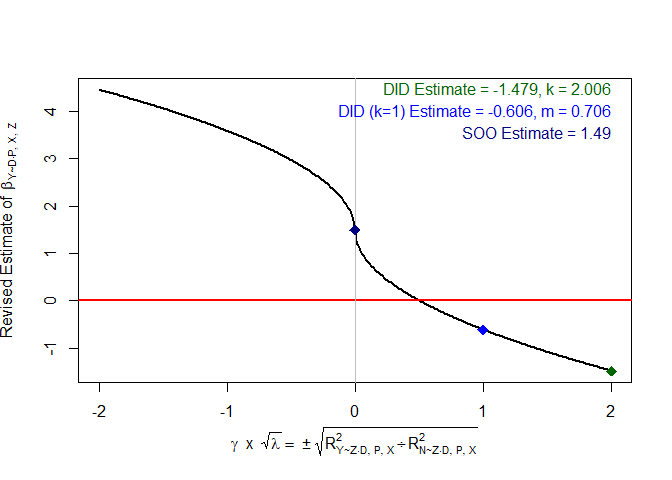 DID Estimate = -1.479, k = 2.006
DID (k=1) Estimate = -0.606, m = 0.706
SOO Estimate = 1.49
Revised Estimate of β Y~D·P, X, Z
4
3
2
1
0
-1
-2 -1 0 1 2
γ x √λ = ±√R²Y~Z·D, P, X ÷ R²N~Z·D, P, X